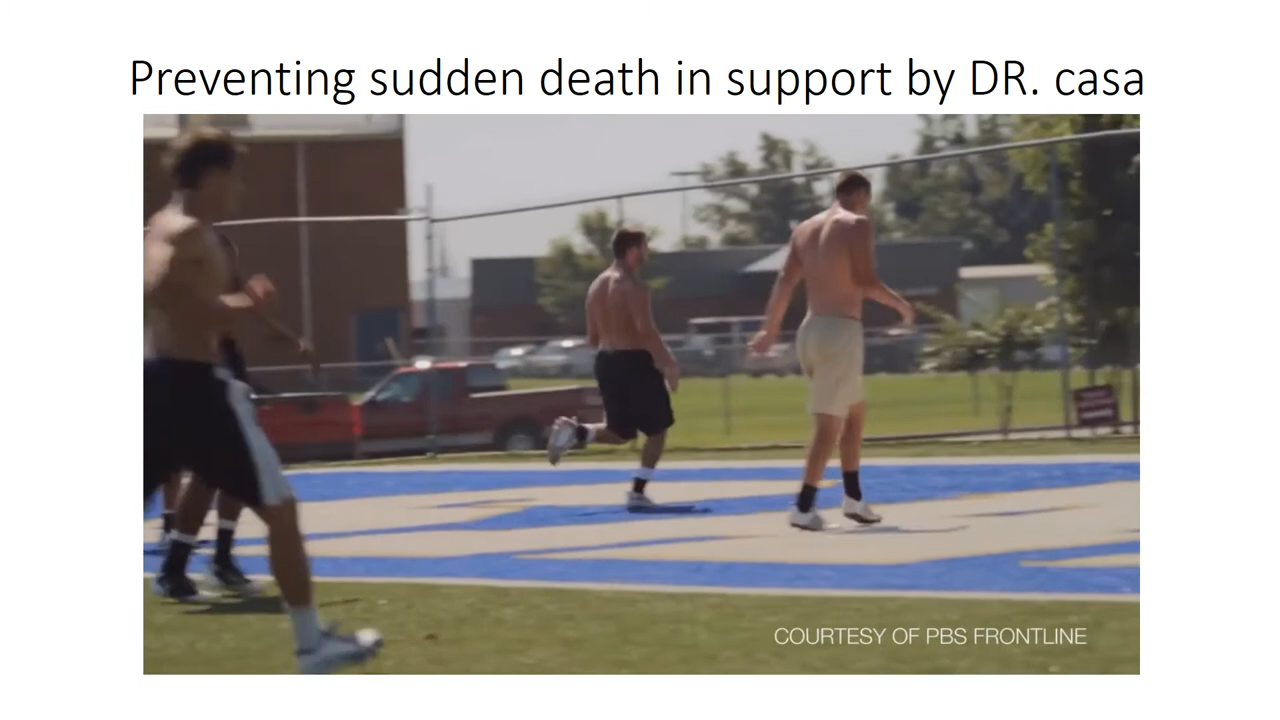 Preventing sudden death in support by DR. casa
COURTESY OF PBS FRONTLINE